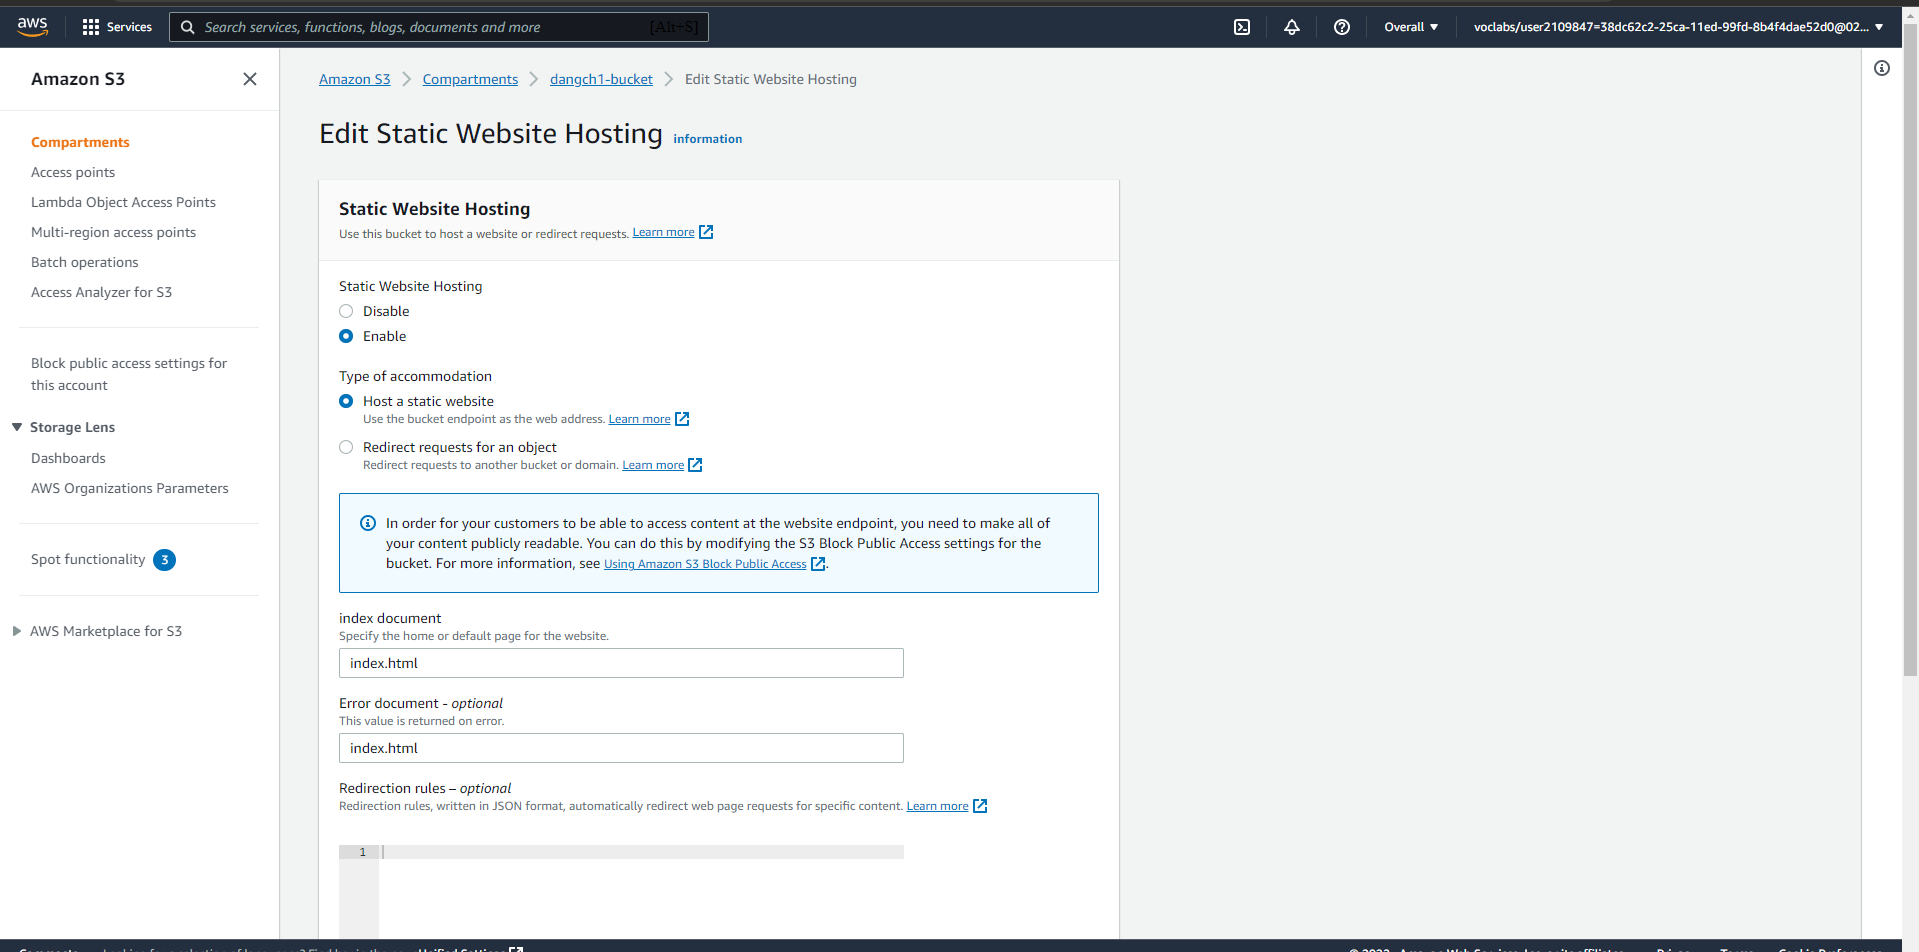 aws
Services
Search services, functions, blogs, documents and more
[Alt+S]
Overall
voclabs/user2109847=38dc62c2-25ca-11ed-99fd-8b4f4dae52d0@02...
Amazon S3
Compartments
Access points
Lambda Object Access Points
Multi-region access points
Batch operations
Access Analyzer for S3
Block public access settings for
this account
Storage Lens
Dashboards
AWS Organizations Parameters
Spot functionality 3
AWS Marketplace for S3
Amazon S3 > Compartments > dangch1-bucket > Edit Static Website Hosting
Edit Static Website Hosting information
Static Website Hosting
Use this bucket to host a website or redirect requests. Learn more
Static Website Hosting
Disable
Enable
Type of accommodation
Host a static website
Use the bucket endpoint as the web address. Learn more
Redirect requests for an object
Redirect requests to another bucket or domain. Learn more
In order for your customers to be able to access content at the website endpoint, you need to make all of
your content publicly readable. You can do this by modifying the S3 Block Public Access settings for the
bucket. For more information, see Using Amazon S3 Block Public Access.
index document
Specify the home or default page for the website.
index.html
Error document - optional
This value is returned on error.
index.html
Redirection rules – optional
Redirection rules, written in JSON format, automatically redirect web page requests for specific content. Learn more
1